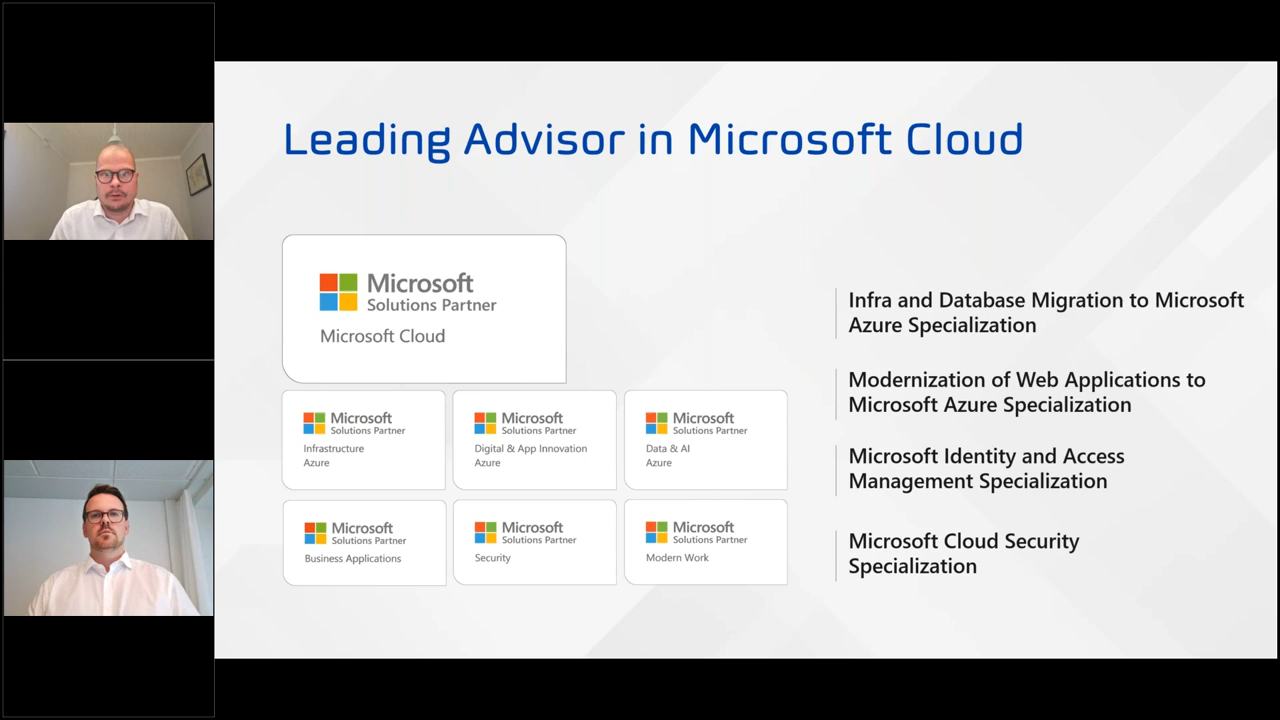 Leading Advisor in Microsoft Cloud
Microsoft
Solutions Partner
Microsoft Cloud
Microsoft
Solutions Partner
Infrastructure
Azure
Microsoft
Solutions Partner
Digital & App Innovation
Azure
Microsoft
Solutions Partner
Data & AI
Azure
Microsoft
Solutions Partner
Business Applications
Microsoft
Solutions Partner
Security
Microsoft
Solutions Partner
Modern Work
Infra and Database Migration to Microsoft
Azure Specialization
Modernization of Web Applications to
Microsoft Azure Specialization
Microsoft Identity and Access
Management Specialization
Microsoft Cloud Security
Specialization